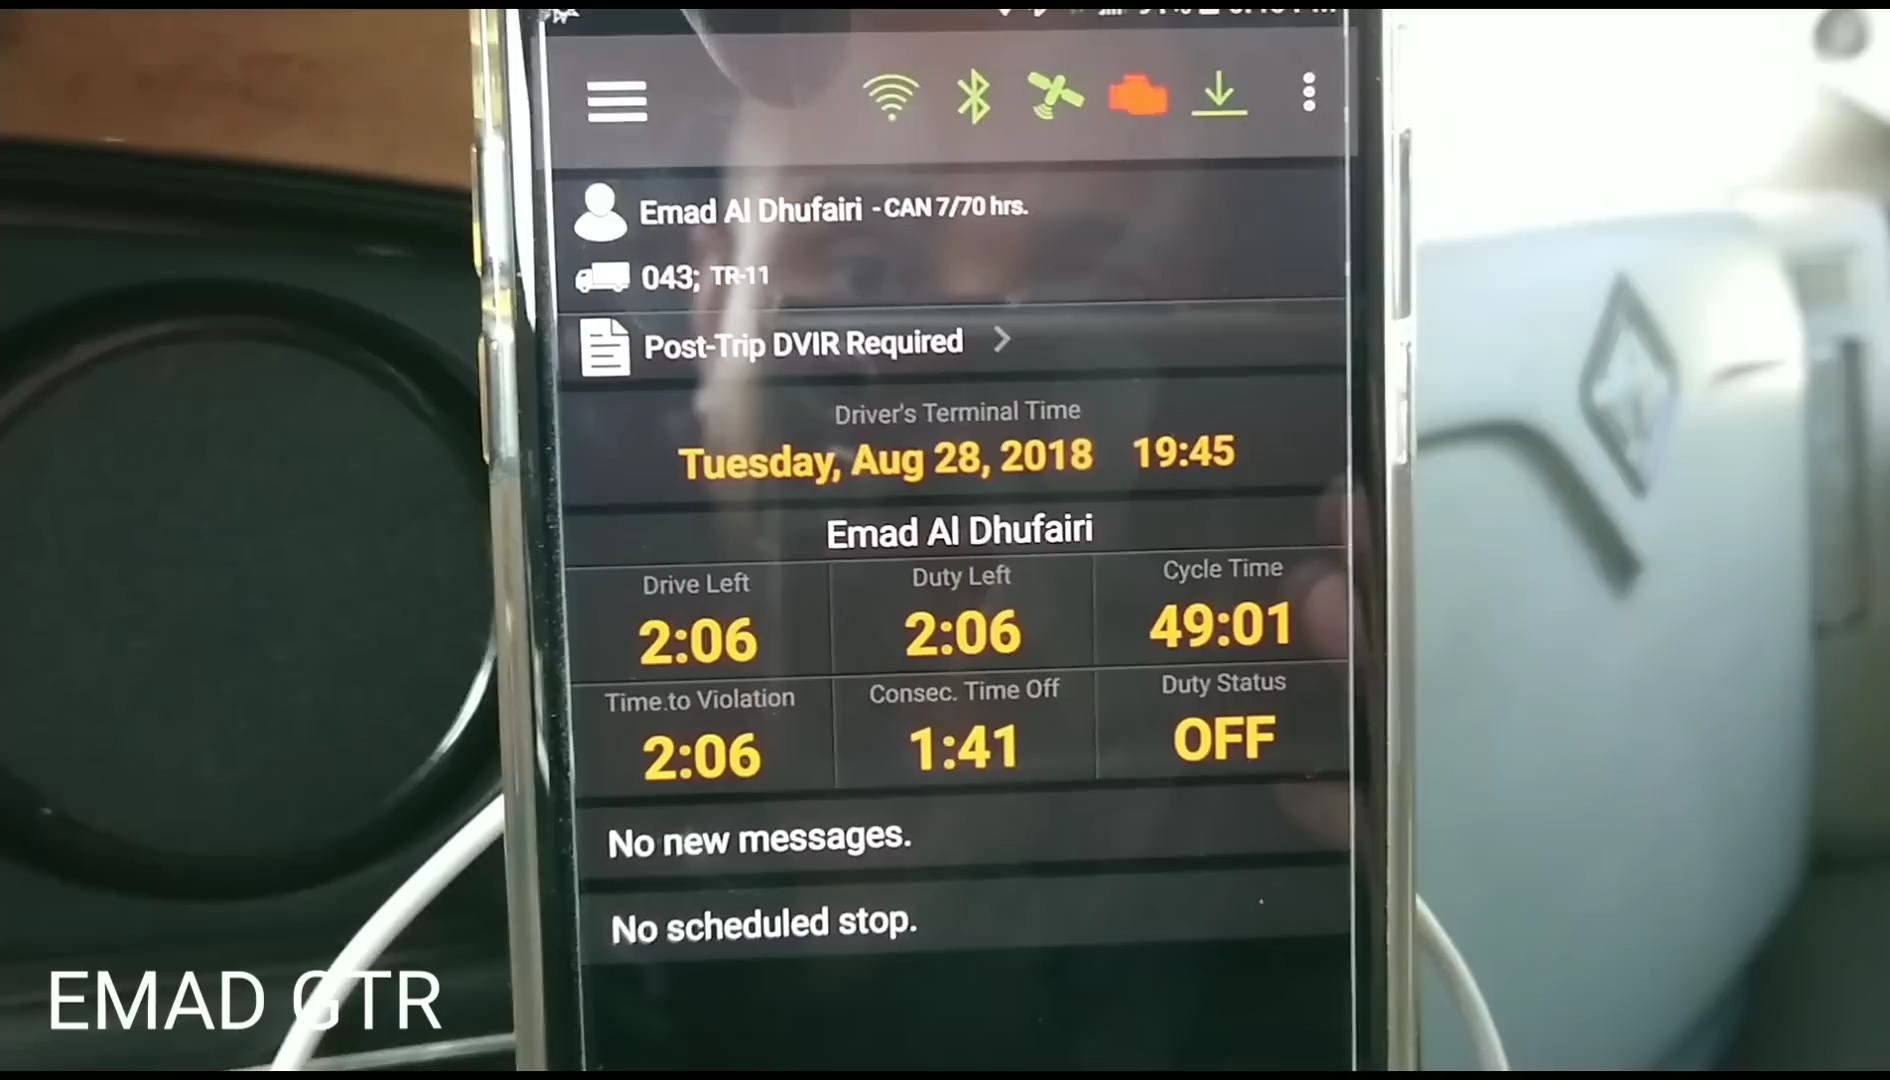 Emad Al Dhufairi - CAN 7/70 hrs.
043; TR-11
Post-Trip DVIR Required
Driver's Terminal Time
Tuesday, Aug 28, 2018 19:45
Emad Al Dhufairi
Drive Left Duty Left Cycle Time
2:06 2:06 49:01
Time to Violation Consec. Time Off Duty Status
2:06 1:41 OFF
No new messages.
No scheduled stop.
EMAD GTR